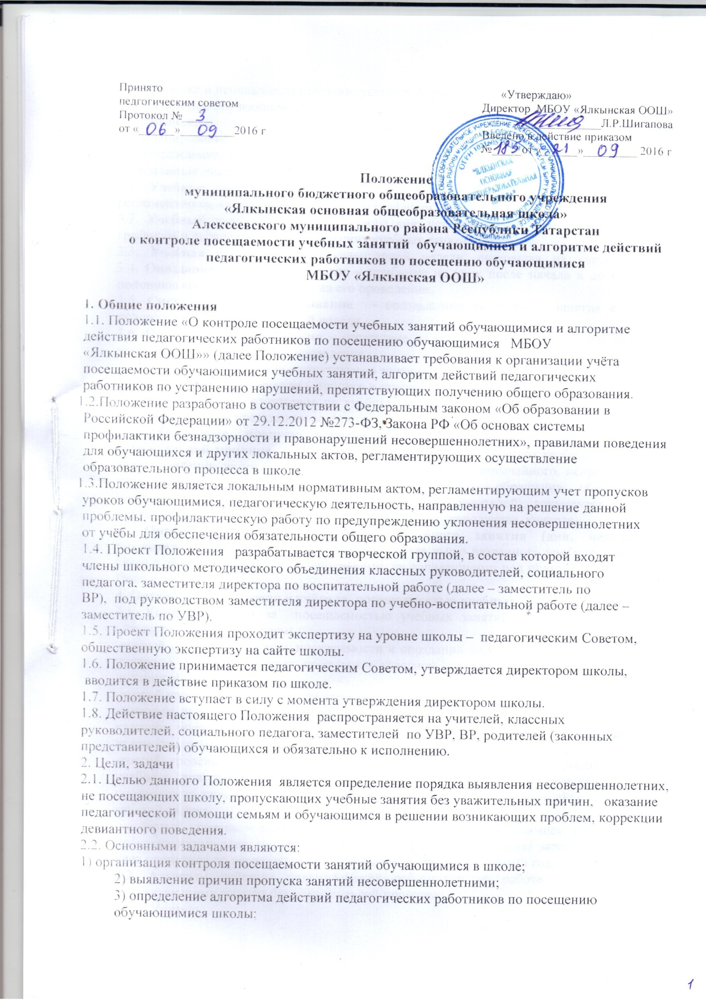 Принято
педгогическим советом
Протокол № 3
от « 06 » 09 2016 г
«Утверждаю»
Директор МБОУ «Ялкынская ООШ»
Л.Р.Шигапова
Введено в действие приказом
№ 185 от « 21 » 09 2016 г
«ЯЛКЫНСКАЯ
ОСНОВНАЯ
ОБЩЕОБРАЗОВАТЕЛЬНАЯ
Положение
муниципального бюджетного общеобразовательного учреждения
«Ялкынская основная общеобразовательная школа»
Алексеевского муниципального района Республики Татарстан
о контроле посещаемости учебных занятий обучающимися и алгоритме действий
педагогических работников по посещению обучающимися
МБОУ «Ялкынская ООШ»
1. Общие положения
1.1. Положение «О контроле посещаемости учебных занятий обучающимися и алгоритме
действия педагогических работников по посещению обучающимися МБОУ
«Ялкынская ООШ»» (далее Положение) устанавливает требования к организации учёта
посещаемости обучающимися учебных занятий, алгоритм действий педагогических
работников по устранению нарушений, препятствующих получению общего образования.
1.2.Положение разработано в соответствии с Федеральным законом «Об образовании в
Российской Федерации» от 29.12.2012 №273-ФЗ, Закона РФ «Об основах системы
профилактики безнадзорности и правонарушений несовершеннолетних», правилами поведения
для обучающихся и других локальных актов, регламентирующих осуществление
образовательного процесса в школе.
1.3.Положение является локальным нормативным актом, регламентирующим учет пропусков
уроков обучающимися, педагогическую деятельность, направленную на решение данной
проблемы, профилактическую работу по предупреждению уклонения несовершеннолетних
от учёбы для обеспечения обязательности общего образования.
1.4. Проект Положения разрабатывается творческой группой, в состав которой входят
члены школьного методического объединения классных руководителей, социального
педагога, заместителя директора по воспитательной работе (далее – заместитель по
ВР), под руководством заместителя директора по учебно-воспитательной работе (далее –
заместитель по УВР).
1.5. Проект Положения проходит экспертизу на уровне школы – педагогическим Советом,
общественную экспертизу на сайте школы.
1.6. Положение принимается педагогическим Советом, утверждается директором школы,
вводится в действие приказом по школе.
1.7. Положение вступает в силу с момента утверждения директором школы.
1.8. Действие настоящего Положения распространяется на учителей, классных
руководителей, социального педагога, заместителей по УВР, ВР, родителей (законных
представителей) обучающихся и обязательно к исполнению.
2. Цели, задачи
2.1. Целью данного Положения является определение порядка выявления несовершеннолетних,
не посещающих школу, пропускающих учебные занятия без уважительных причин, оказание
педагогической помощи семьям и обучающимся в решении возникающих проблем, коррекции
девиантного поведения.
2.2. Основными задачами являются:
1) организация контроля посещаемости занятий обучающимися в школе;
2) выявление причин пропуска занятий несовершеннолетними;
3) определение алгоритма действий педагогических работников по посещению
обучающимися школы;
1